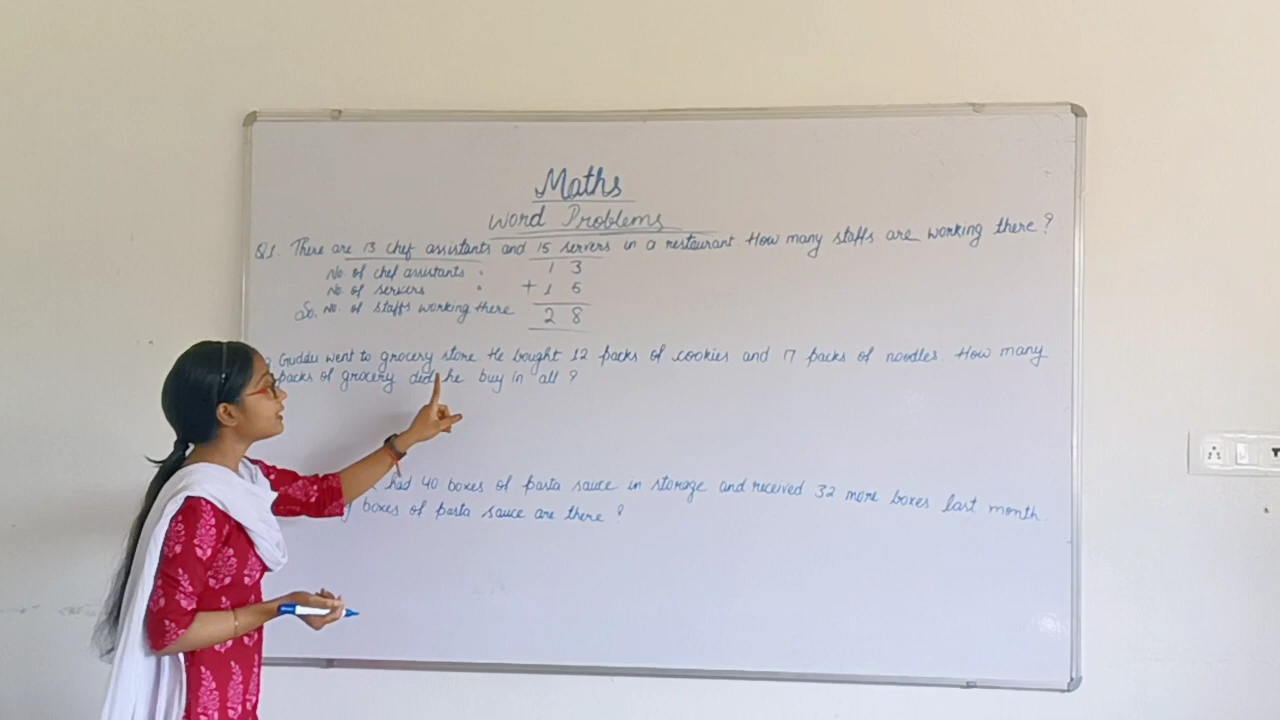 Maths
Word Problems
Q1. There are 13 chef assistants and 15 servers in a restaurant. How many staffs are working there?
No. of chef assistants : 1 3
No. of servers : + 1 5
So, No. of staffs working there 2 8
Guddu went to grocery store. He bought 12 packs of cookies and 17 packs of noodles. How many
packs of grocery did he buy in all ?
had 40 boxes of pasta sauce in storage and received 32 more boxes last month.
boxes of pasta sauce are there ?